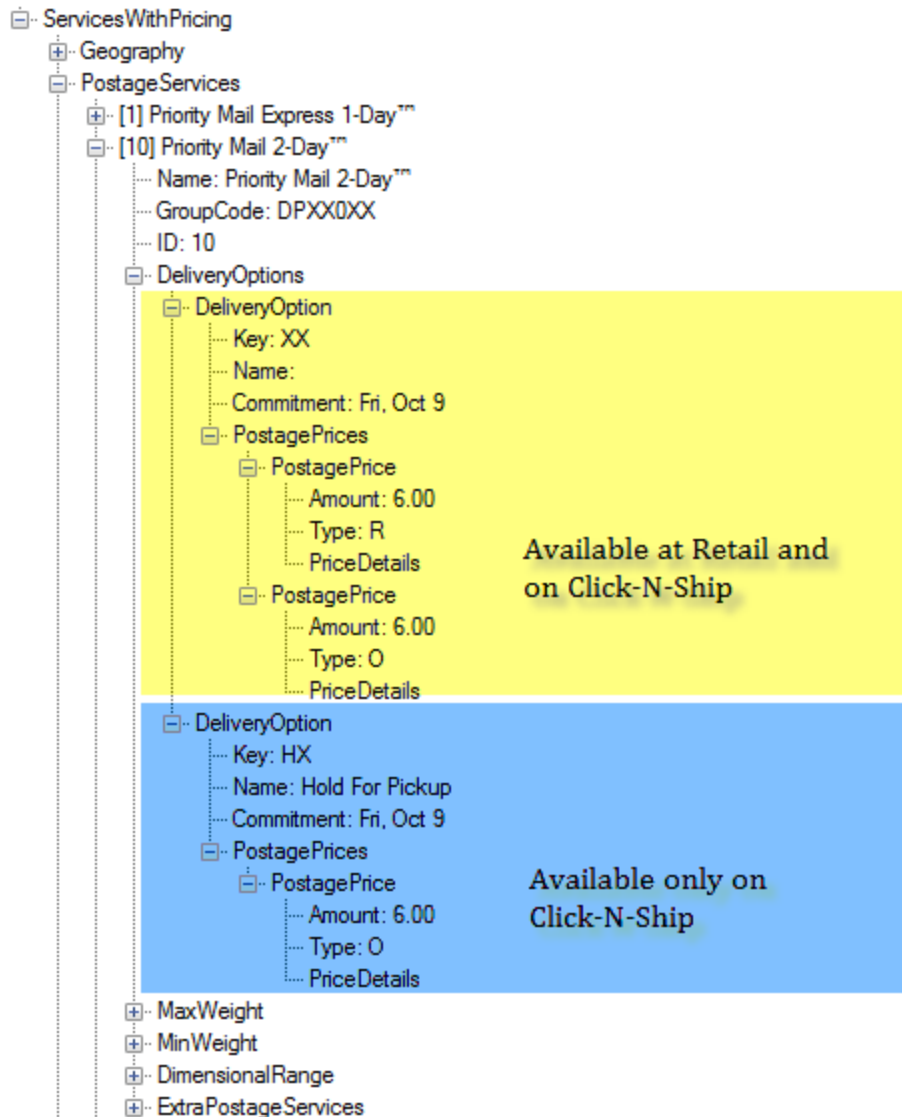 ServicesWithPricing
Geography
PostageServices
[1] Priority Mail Express 1-Day™
[10] Priority Mail 2-Day™
Name: Priority Mail 2-Day™
GroupCode: DPXX0XX
ID: 10
DeliveryOptions
DeliveryOption
Key: XX
Name:
Commitment: Fri, Oct 9
PostagePrices
PostagePrice
Amount: 6.00
Type: R
PriceDetails
PostagePrice
Amount: 6.00
Type: O
PriceDetails
Available at Retail and
on Click-N-Ship
DeliveryOption
Key: HX
Name: Hold For Pickup
Commitment: Fri, Oct 9
PostagePrices
PostagePrice
Amount: 6.00
Type: O
PriceDetails
Available only on
Click-N-Ship
MaxWeight
MinWeight
DimensionalRange
ExtraPostageServices